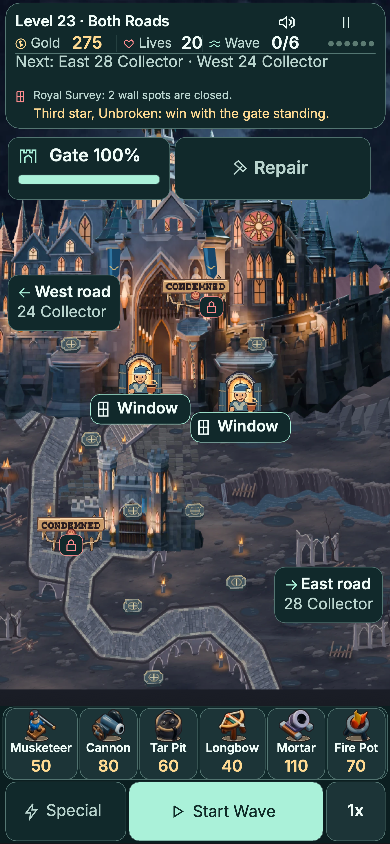 Level 23 · Both Roads
Gold 275 Lives 20 Wave 0/6
Next: East 28 Collector · West 24 Collector
Royal Survey: 2 wall spots are closed.
Third star, Unbroken: win with the gate standing.
Gate 100%
Repair
CONDEMNED
← West road
24 Collector
Window
Window
CONDEMNED
→ East road
28 Collector
Musketeer Cannon Tar Pit Longbow Mortar Fire Pot
50 80 60 40 110 70
Special
Start Wave
1x